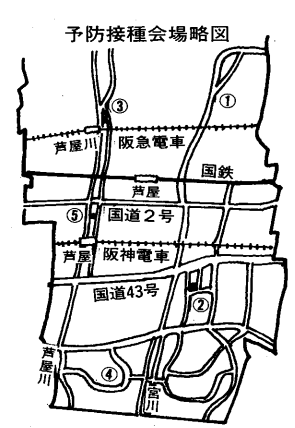 予防接種会場略図
①
③
芦屋川
阪急電車
国鉄
芦屋
⑤
国道2号
芦屋
阪神電車
国道43号
②
芦屋川
④
宮川